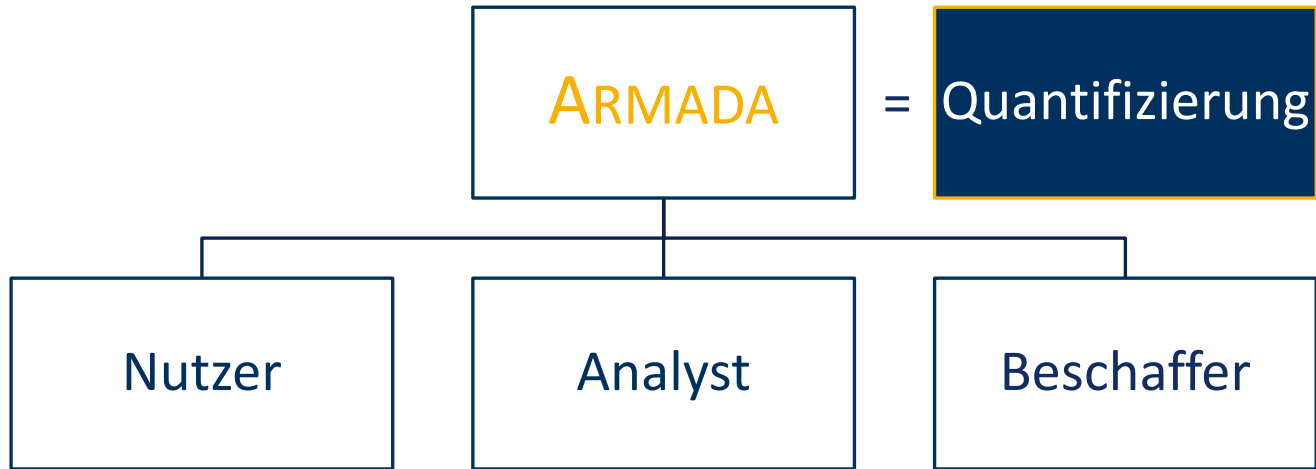 ARMADA = Quantifizierung
Nutzer Analyst Beschaffer